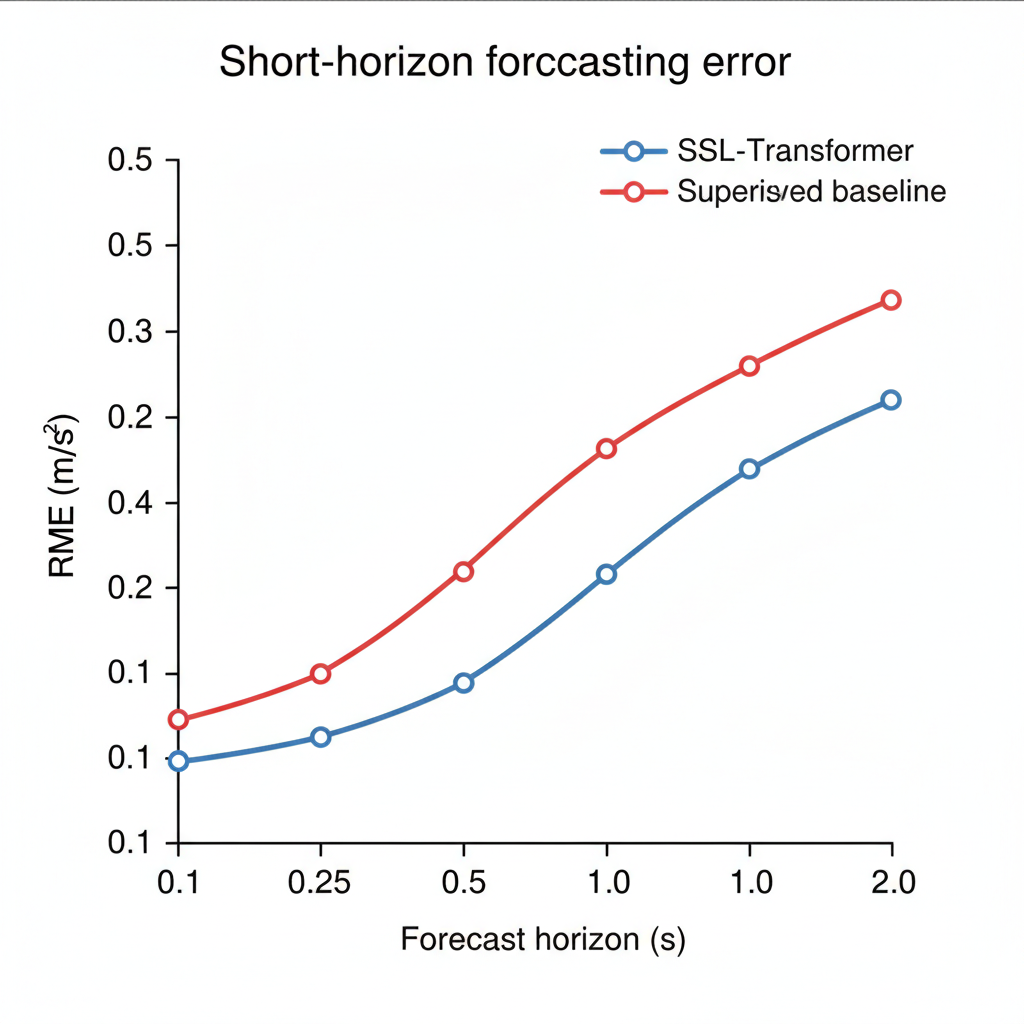 Short-horizon forccasting error
SSL-Transformer
Superisved baseline
0.5
0.5
0.3
0.2
0.4
0.2
0.1
0.1
0.1
RME (m/s²)
0.1 0.25 0.5 1.0 1.0 2.0
Forecast horizon (s)